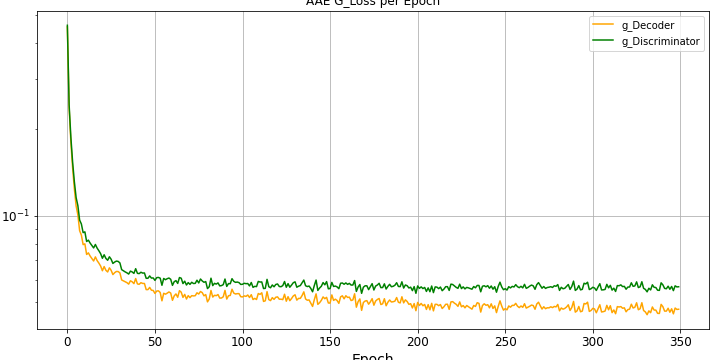 AAE G_Loss per Epoch
g_Decoder
g_Discriminator
10⁻¹
0 50 100 150 200 250 300 350
Epoch